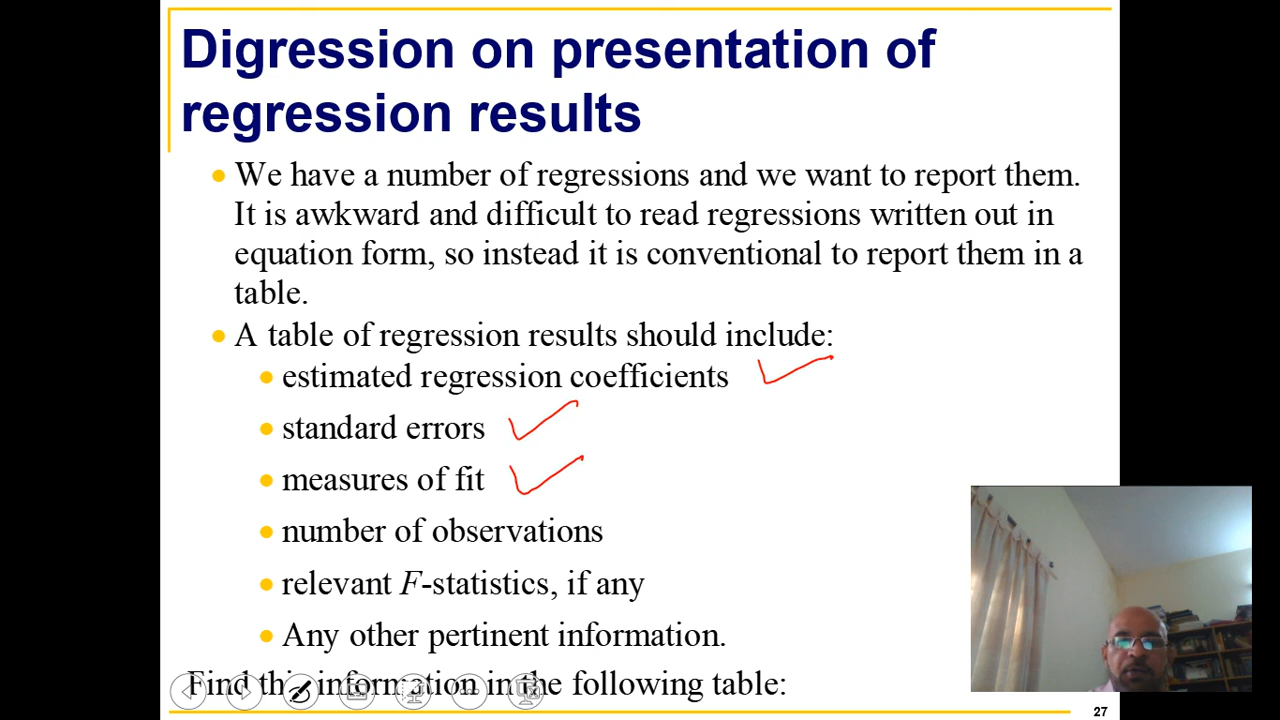 Digression on presentation of
regression results
We have a number of regressions and we want to report them.
It is awkward and difficult to read regressions written out in
equation form, so instead it is conventional to report them in a
table.
A table of regression results should include:
estimated regression coefficients
standard errors
measures of fit
number of observations
relevant F-statistics, if any
Any other pertinent information.
Find this information in the following table:
27